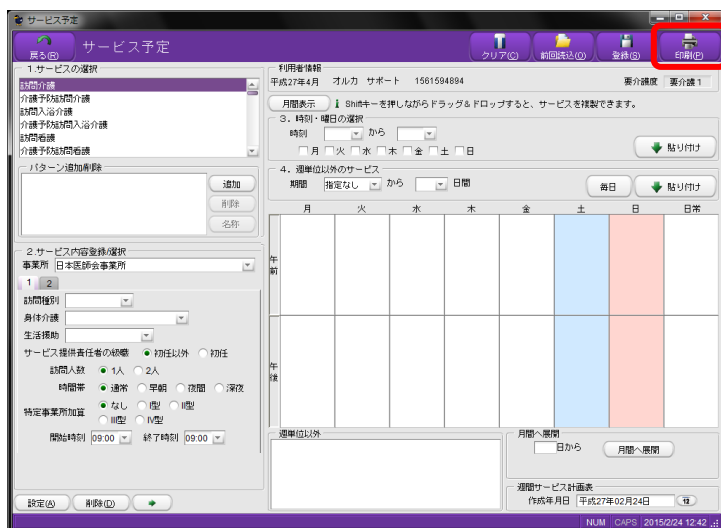 サービス予定
戻る(R) サービス予定 クリア(C) 前回読込(O) 登録(S) 印刷(P)
1.サービスの選択
訪問介護
介護予防訪問介護
訪問入浴介護
介護予防訪問入浴介護
訪問看護
介護予防訪問看護
パターン追加/削除
追加
削除
名称
2.サービス内容登録/選択
事業所 日本医師会事業所
1 2
訪問種別
身体介護
生活援助
サービス提供責任者の級職 初任以外 初任
訪問人数 1人 2人
時間帯 通常 早朝 夜間 深夜
特定事業所加算 なし I型 II型
III型 IV型
開始時刻 09:00 終了時刻 09:00
設定(A) 削除(D)
利用者情報
平成27年4月 オルカ サポート 1561594894 要介護度 要介護1
月間表示 Shiftキーを押しながらドラッグ&ドロップすると、サービスを複製できます。
3. 時刻・曜日の選択
時刻 から
月 火 水 木 金 土 日
貼り付け
4. 週単位以外のサービス
期間 指定なし から 日間 毎日 貼り付け
月 火 水 木 金 土 日 日常
午前
午後
週単位以外
月間へ展開
日から 月間へ展開
週間サービス計画表
作成年月日 平成27年02月24日
NUM CAPS 2015/2/24 12:42